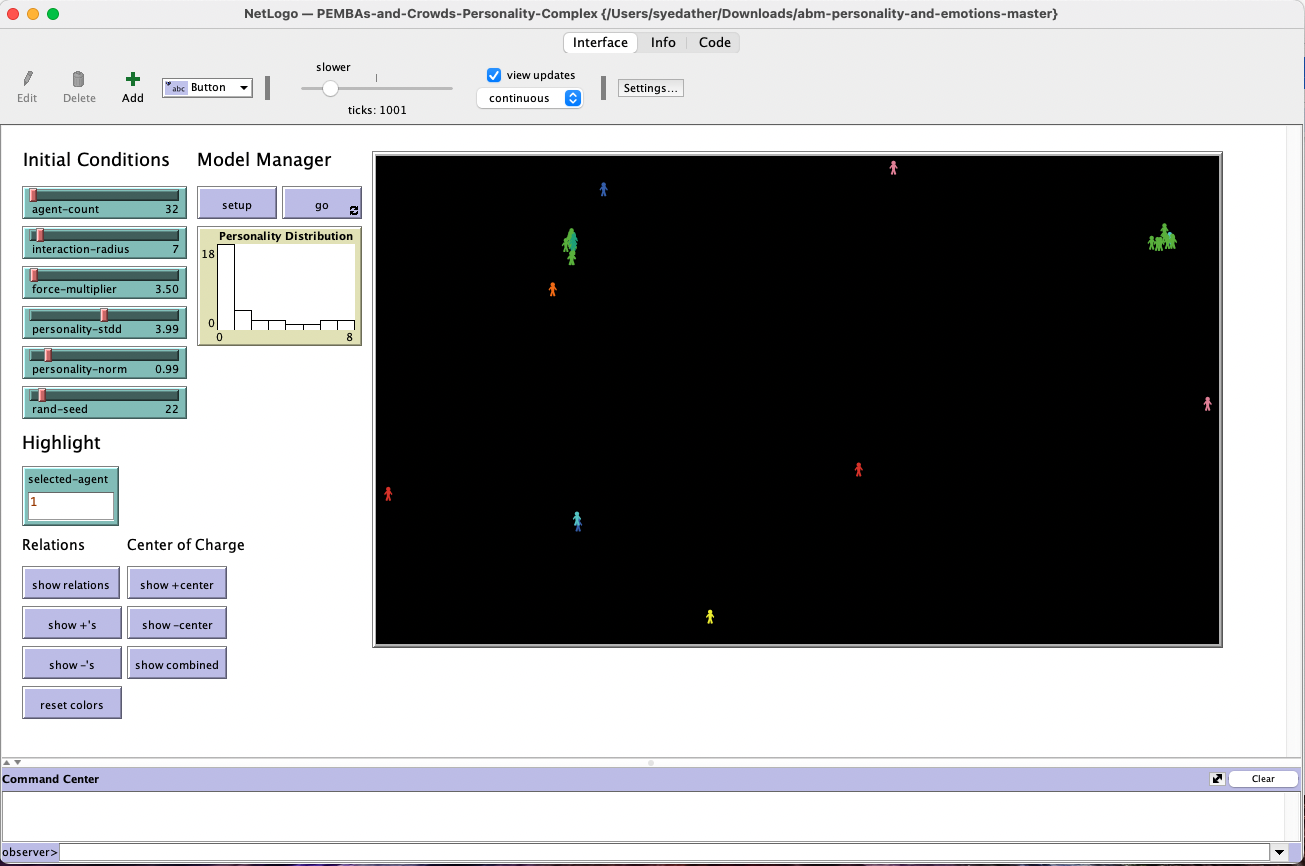 NetLogo — PEMBAs-and-Crowds-Personality-Complex {/Users/syedather/Downloads/abm-personality-and-emotions-master}
Interface Info Code
Edit Delete Add abc Button
slower
ticks: 1001
view updates
continuous
Settings...
Initial Conditions
agent-count 32
interaction-radius 7
force-multiplier 3.50
personality-stdd 3.99
personality-norm 0.99
rand-seed 22
Model Manager
setup go
Personality Distribution
18
0
0 8
Highlight
selected-agent
1
Relations Center of Charge
show relations show +center
show +'s show -center
show -'s show combined
reset colors
Command Center Clear
observer>